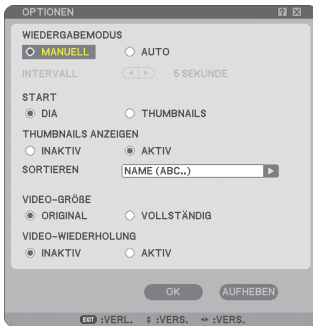 OPTIONEN
WIEDERGABEMODUS
MANUELL AUTO
INTERVALL 5 SEKUNDE
START
DIA THUMBNAILS
THUMBNAILS ANZEIGEN
INAKTIV AKTIV
SORTIEREN NAME (ABC..)
VIDEO-GRÖßE
ORIGINAL VOLLSTÄNDIG
VIDEO-WIEDERHOLUNG
INAKTIV AKTIV
OK AUFHEBEN
EXIT :VERL. :VERS. :VERS.